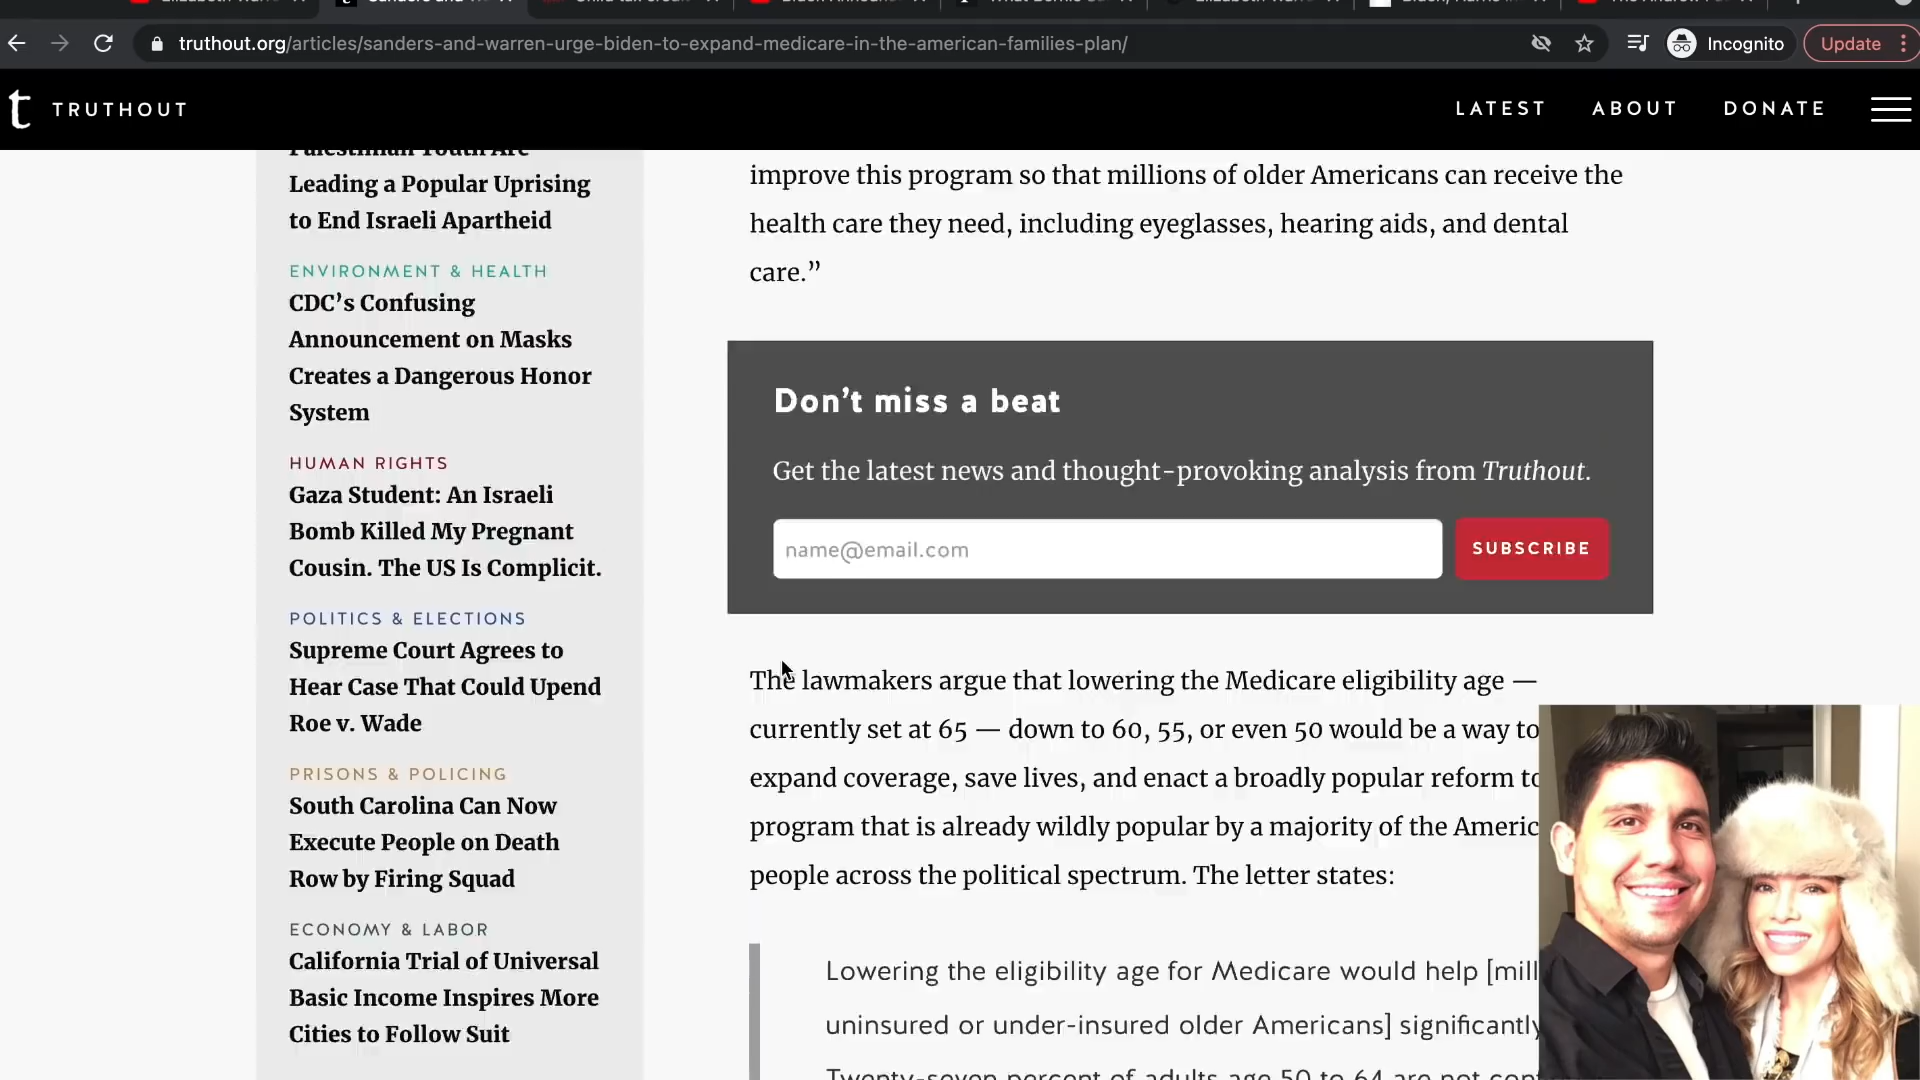 truthout.org/articles/sanders-and-warren-urge-biden-to-expand-medicare-in-the-american-families-plan/
Incognito
Update
t TRUTHOUT
LATEST
ABOUT
DONATE
Palestinian Youth Are
Leading a Popular Uprising
to End Israeli Apartheid
ENVIRONMENT & HEALTH
CDC’s Confusing
Announcement on Masks
Creates a Dangerous Honor
System
HUMAN RIGHTS
Gaza Student: An Israeli
Bomb Killed My Pregnant
Cousin. The US Is Complicit.
POLITICS & ELECTIONS
Supreme Court Agrees to
Hear Case That Could Upend
Roe v. Wade
PRISONS & POLICING
South Carolina Can Now
Execute People on Death
Row by Firing Squad
ECONOMY & LABOR
California Trial of Universal
Basic Income Inspires More
Cities to Follow Suit
improve this program so that millions of older Americans can receive the
health care they need, including eyeglasses, hearing aids, and dental
care.”
Don’t miss a beat
Get the latest news and thought-provoking analysis from Truthout.
name@email.com
SUBSCRIBE
The lawmakers argue that lowering the Medicare eligibility age —
currently set at 65 — down to 60, 55, or even 50 would be a way to
expand coverage, save lives, and enact a broadly popular reform to
program that is already wildly popular by a majority of the Americ
people across the political spectrum. The letter states:
Lowering the eligibility age for Medicare would help [mill
uninsured or under-insured older Americans] significantly
Twenty-seven percent of adults age 50 to 64 are not con